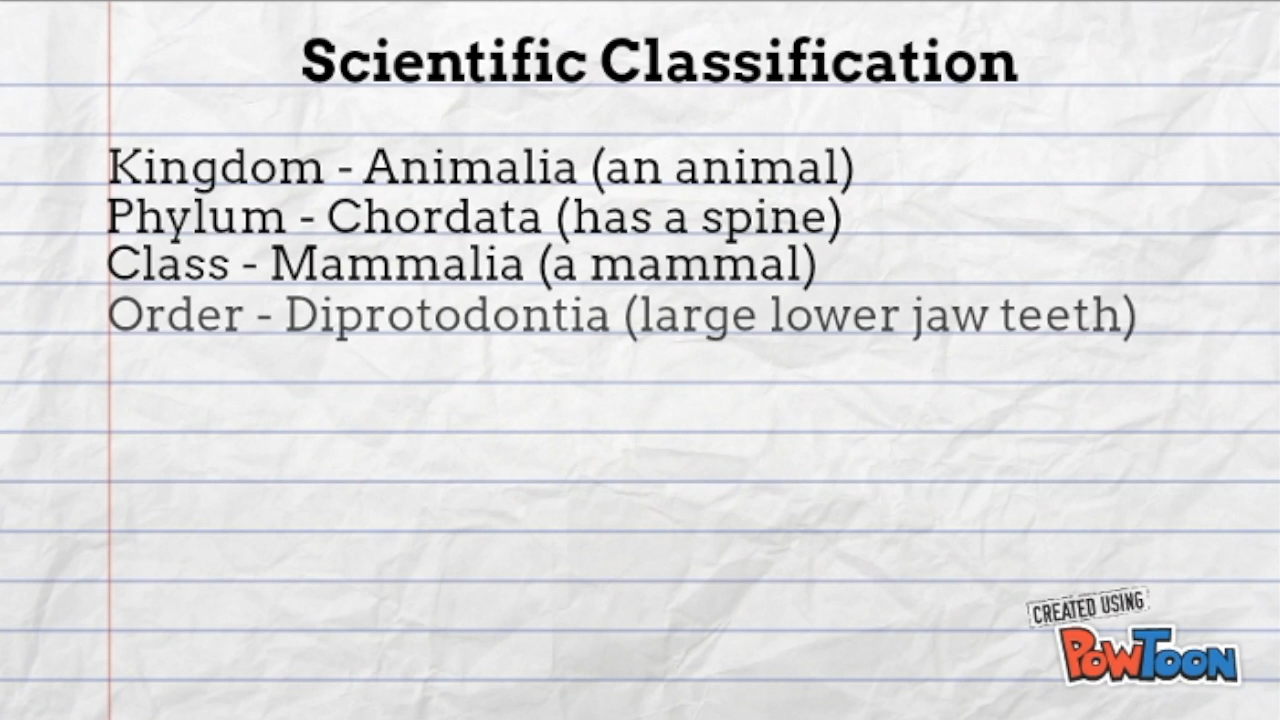 Scientific Classification
Kingdom - Animalia (an animal)
Phylum - Chordata (has a spine)
Class - Mammalia (a mammal)
Order - Diprotodontia (large lower jaw teeth)
CREATED USING
POWTOON